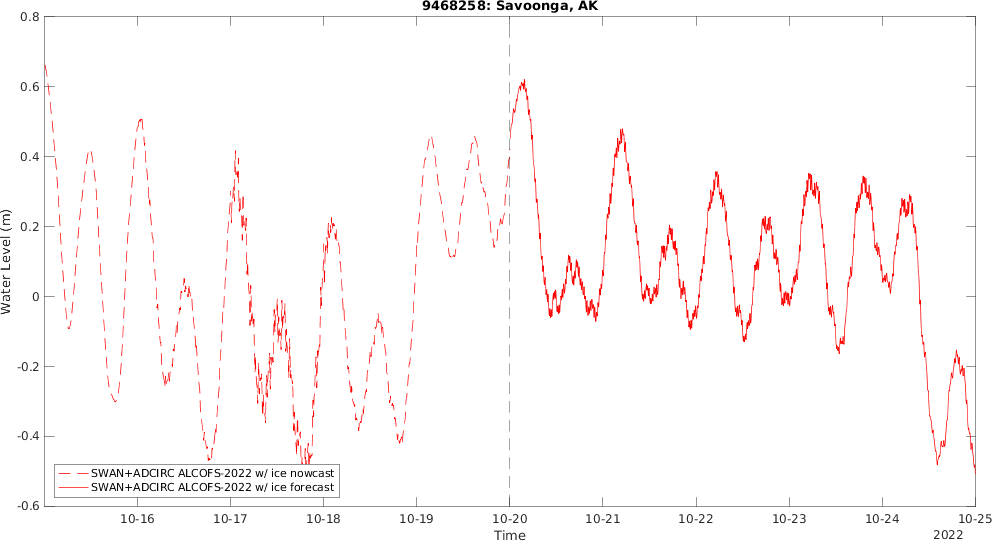 9468258: Savoonga, AK
Water Level (m)
0.8
0.6
0.4
0.2
0
-0.2
-0.4
-0.6
SWAN+ADCIRC ALCOFS-2022 w/ ice nowcast
SWAN+ADCIRC ALCOFS-2022 w/ ice forecast
10-16 10-17 10-18 10-19 10-20 10-21 10-22 10-23 10-24 10-25
Time
2022